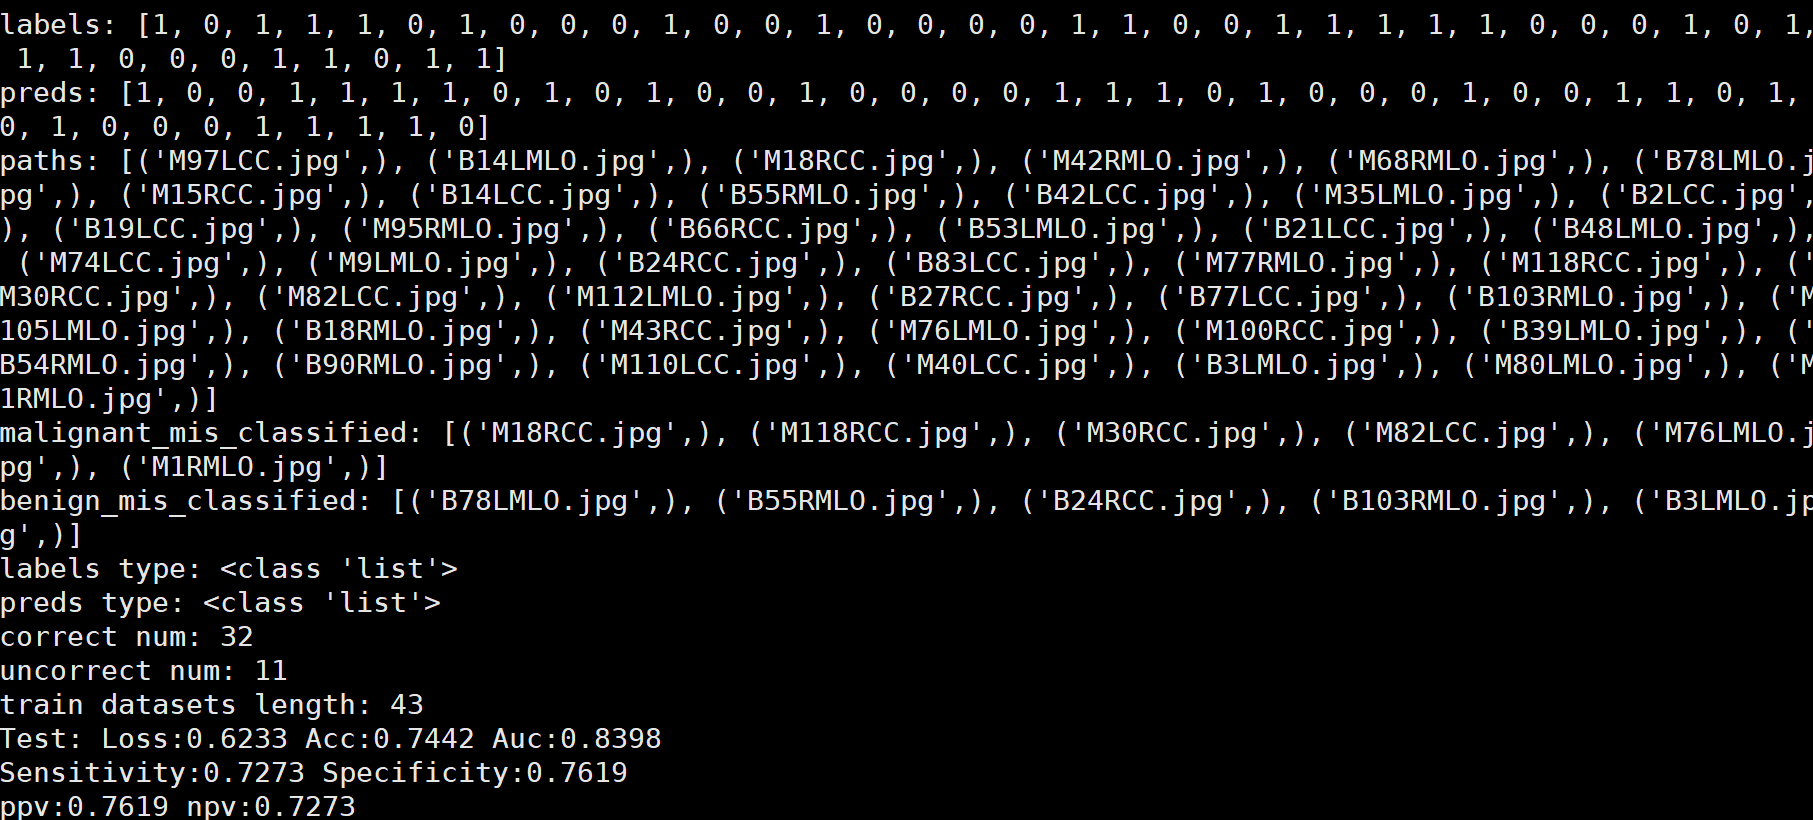 labels: [1, 0, 1, 1, 1, 0, 1, 0, 0, 0, 1, 0, 0, 1, 0, 0, 0, 0, 1, 1, 0, 0, 1, 1, 1, 1, 1, 0, 0, 0, 1, 0, 1,
1, 1, 0, 0, 0, 1, 1, 0, 1, 1]
preds: [1, 0, 0, 1, 1, 1, 1, 0, 1, 0, 1, 0, 0, 1, 0, 0, 0, 0, 1, 1, 1, 0, 1, 0, 0, 0, 1, 0, 0, 1, 1, 0, 1,
0, 1, 0, 0, 0, 1, 1, 1, 1, 0]
paths: [('M97LCC.jpg',), ('B14LMLO.jpg',), ('M18RCC.jpg',), ('M42RMLO.jpg',), ('M68RMLO.jpg',), ('B78LMLO.j
pg',), ('M15RCC.jpg',), ('B14LCC.jpg',), ('B55RMLO.jpg',), ('B42LCC.jpg',), ('M35LMLO.jpg',), ('B2LCC.jpg',
), ('B19LCC.jpg',), ('M95RMLO.jpg',), ('B66RCC.jpg',), ('B53LMLO.jpg',), ('B21LCC.jpg',), ('B48LMLO.jpg',),
('M74LCC.jpg',), ('M9LMLO.jpg',), ('B24RCC.jpg',), ('B83LCC.jpg',), ('M77RMLO.jpg',), ('M118RCC.jpg',), ('
M30RCC.jpg',), ('M82LCC.jpg',), ('M112LMLO.jpg',), ('B27RCC.jpg',), ('B77LCC.jpg',), ('B103RMLO.jpg',), ('M
105LMLO.jpg',), ('B18RMLO.jpg',), ('M43RCC.jpg',), ('M76LMLO.jpg',), ('M100RCC.jpg',), ('B39LMLO.jpg',), ('
B54RMLO.jpg',), ('B90RMLO.jpg',), ('M110LCC.jpg',), ('M40LCC.jpg',), ('B3LMLO.jpg',), ('M80LMLO.jpg',), ('M
1RMLO.jpg',)]
malignant_mis_classified: [('M18RCC.jpg',), ('M118RCC.jpg',), ('M30RCC.jpg',), ('M82LCC.jpg',), ('M76LMLO.j
pg',), ('M1RMLO.jpg',)]
benign_mis_classified: [('B78LMLO.jpg',), ('B55RMLO.jpg',), ('B24RCC.jpg',), ('B103RMLO.jpg',), ('B3LMLO.jp
g',)]
labels type: <class 'list'>
preds type: <class 'list'>
correct num: 32
uncorrect num: 11
train datasets length: 43
Test: Loss:0.6233 Acc:0.7442 Auc:0.8398
Sensitivity:0.7273 Specificity:0.7619
ppv:0.7619 npv:0.7273